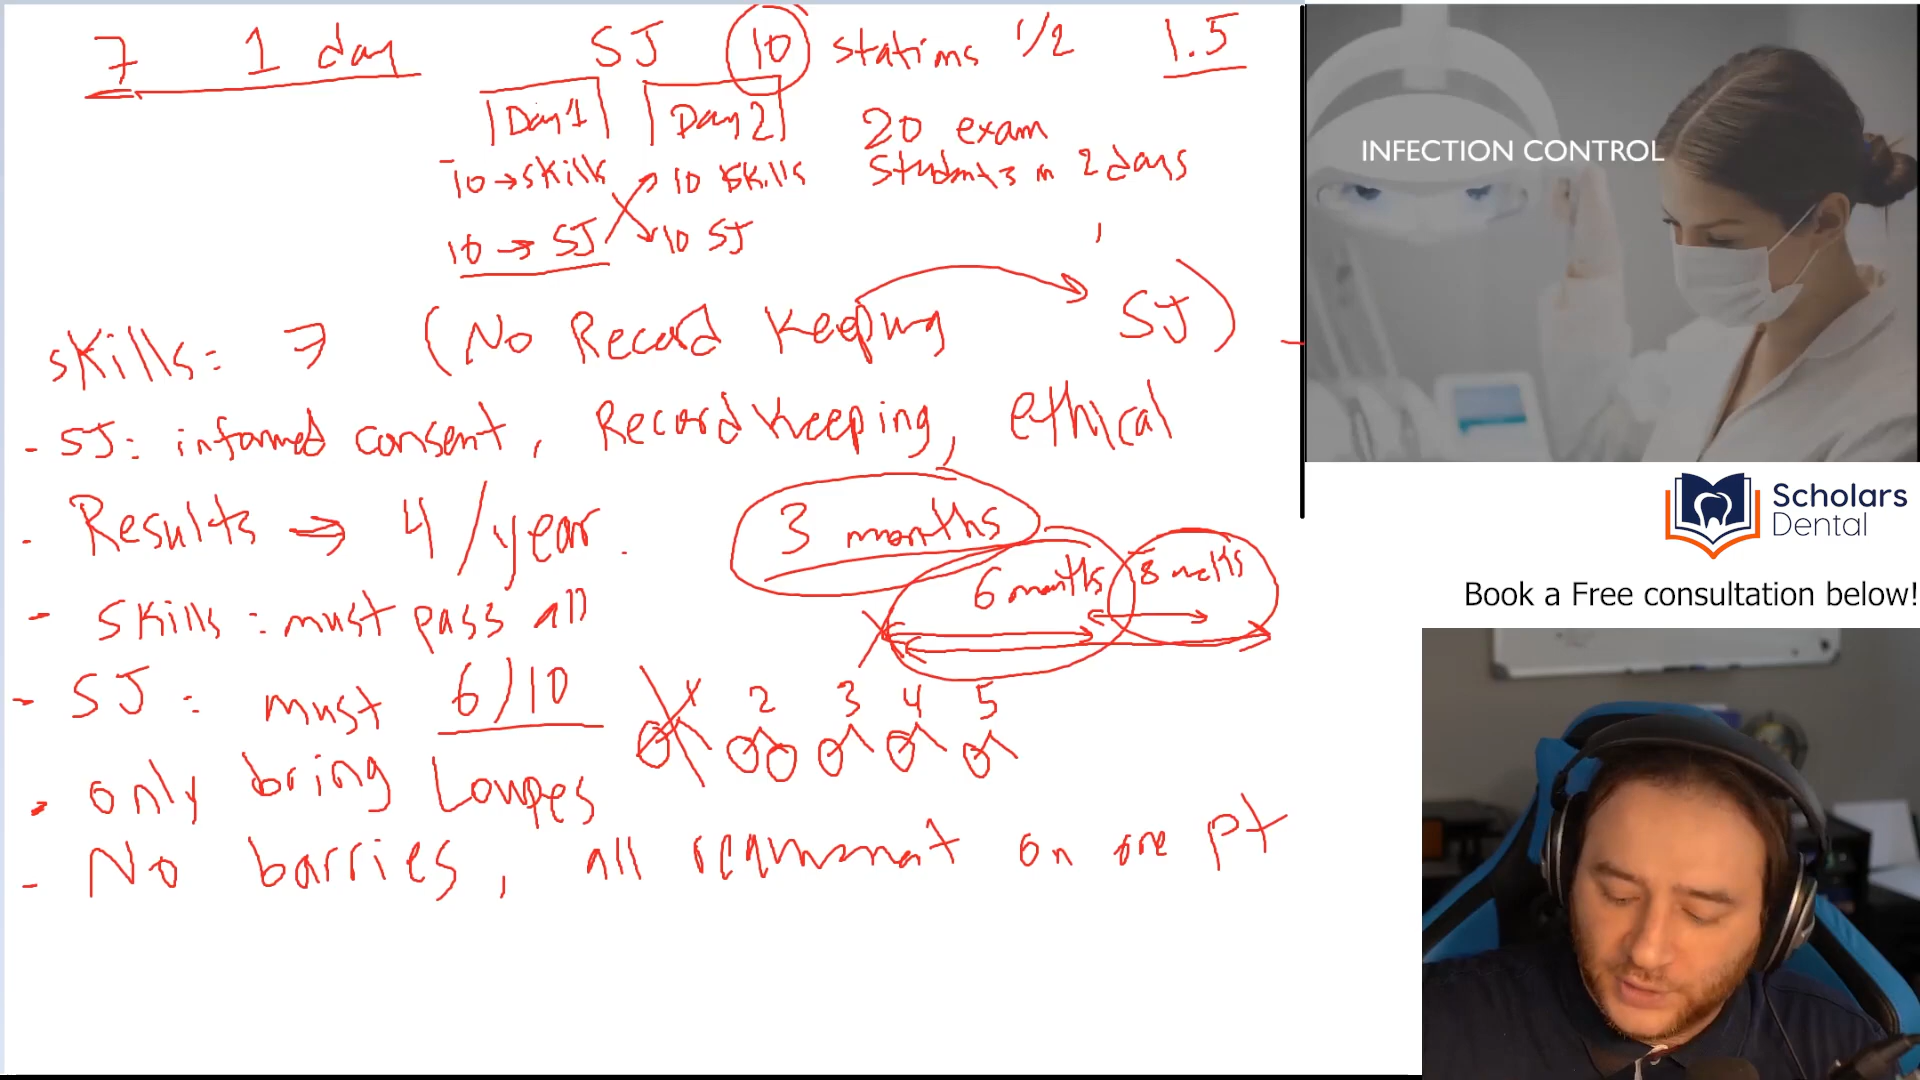 7 1 day SJ 10 stations 1/2 1.5
Day 1 Day 2 20 exam
10 → skills 10 skills students in 2 days
10 → SJ 10 SJ
skills: 7 (No Record Keeping SJ)
- SJ: informed consent, Record Keeping, ethical
- Results → 4/year. 3 months
6 months 8
- skills: must pass all
- SJ: must 6/10 2 3 4 5
- only bring Loupes
- No barries, all on one pt
INFECTION CONTROL
Scholars
Dental
Book a Free consultation below!